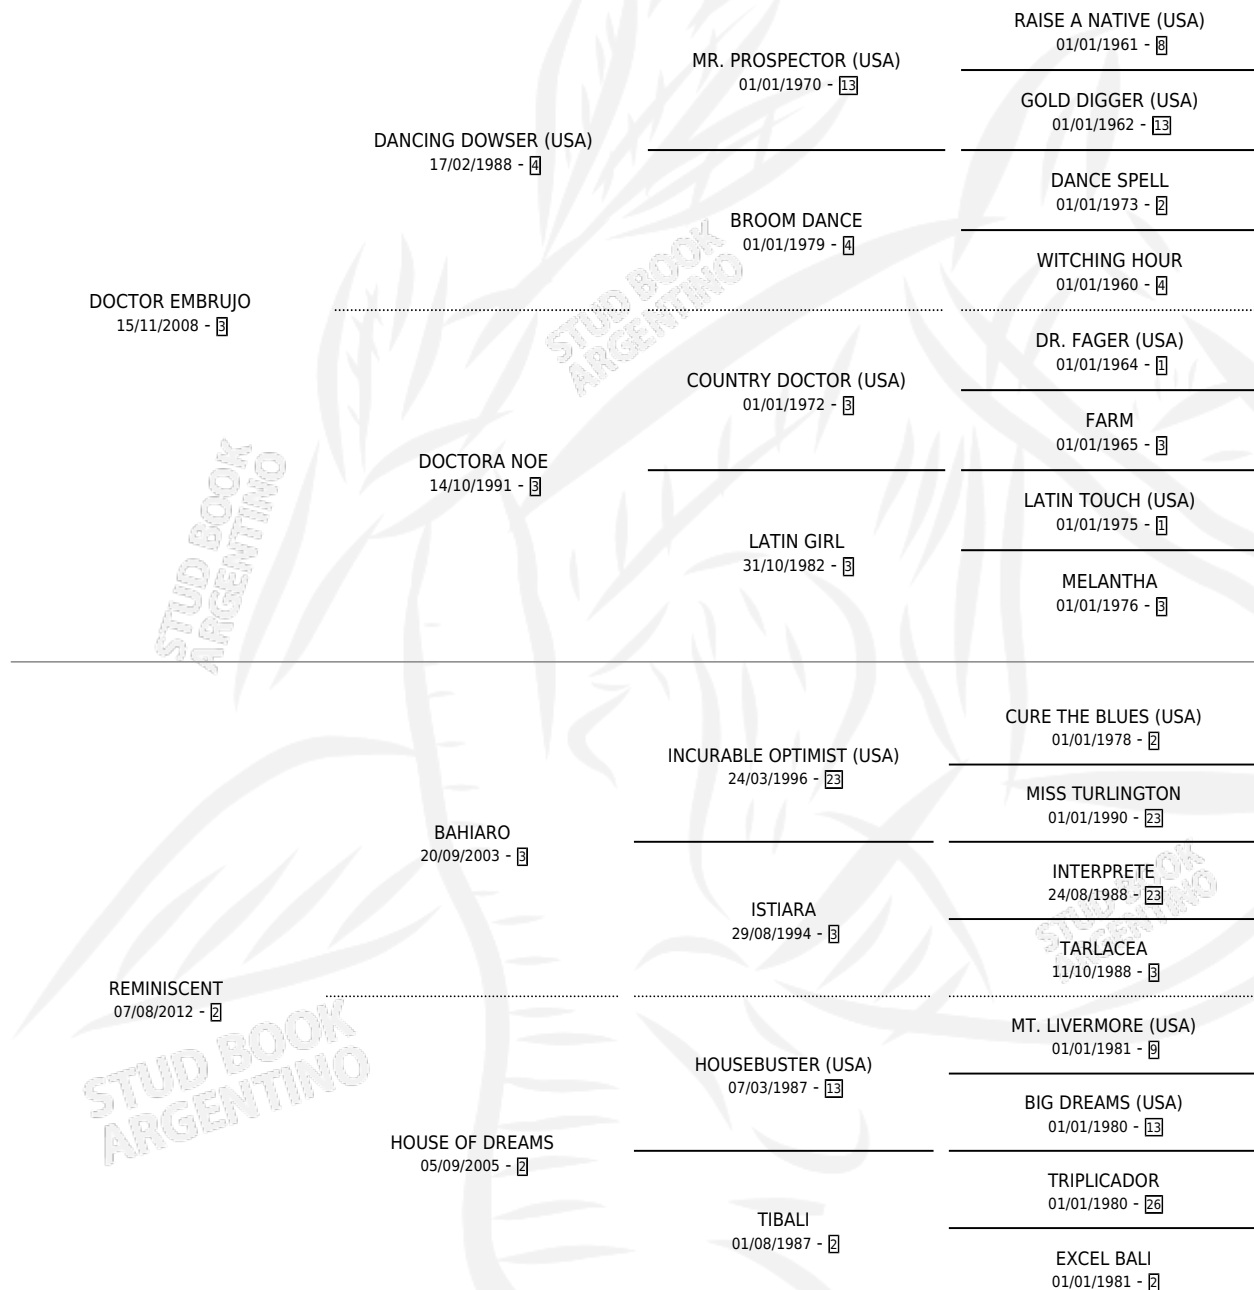 RAISE A NATIVE (USA)
01/01/1961 - 8
MR. PROSPECTOR (USA)
01/01/1970 - 13
GOLD DIGGER (USA)
01/01/1962 - 13
DANCING DOWSER (USA)
17/02/1988 - 4
DANCE SPELL
01/01/1973 - 2
BROOM DANCE
01/01/1979 - 4
WITCHING HOUR
01/01/1960 - 4
DOCTOR EMBRUJO
15/11/2008 - 3
DR. FAGER (USA)
01/01/1964 - 1
COUNTRY DOCTOR (USA)
01/01/1972 - 3
FARM
01/01/1965 - 3
DOCTORA NOE
14/10/1991 - 3
LATIN TOUCH (USA)
01/01/1975 - 1
LATIN GIRL
31/10/1982 - 3
MELANTHA
01/01/1976 - 3
CURE THE BLUES (USA)
01/01/1978 - 2
INCURABLE OPTIMIST (USA)
24/03/1996 - 23
MISS TURLINGTON
01/01/1990 - 23
BAHIARO
20/09/2003 - 3
INTERPRETE
24/08/1988 - 23
ISTIARA
29/08/1994 - 3
TARLACEA
11/10/1988 - 3
REMINISCENT
07/08/2012 - 2
MT. LIVERMORE (USA)
01/01/1981 - 9
HOUSEBUSTER (USA)
07/03/1987 - 13
BIG DREAMS (USA)
01/01/1980 - 13
HOUSE OF DREAMS
05/09/2005 - 2
TRIPLICADOR
01/01/1980 - 26
TIBALI
01/08/1987 - 2
EXCEL BALI
01/01/1981 - 2
STUD BOOK
ARGENTINO
STUD BOOK
ARGENTINO
STUD BOOK
ARGENTINO
STUD BOOK
ARGENTINO